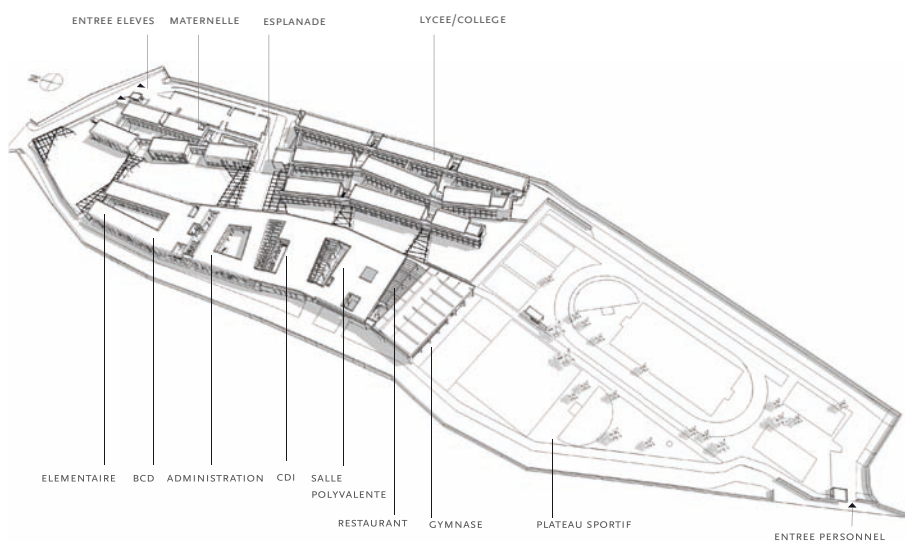 ENTREE ELEVES
MATERNELLE
ESPLANADE
LYCEE/COLLEGE
N
ELEMENTAIRE
BCD
ADMINISTRATION
CDI
SALLE
POLYVALENTE
RESTAURANT
GYMNASE
PLATEAU SPORTIF
ENTREE PERSONNEL